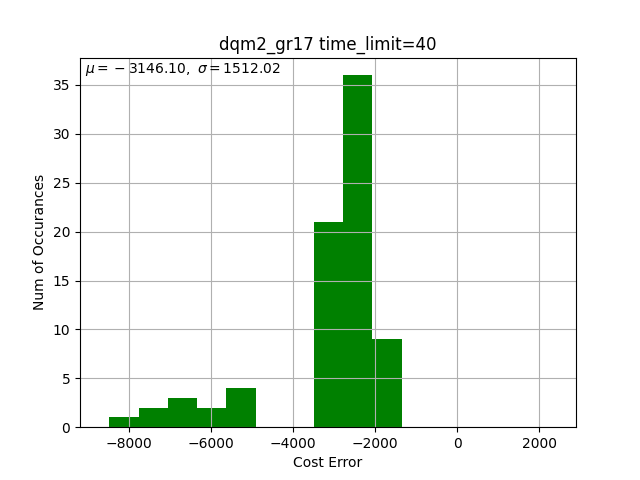 dqm2_gr17 time_limit=40
μ = −3146.10, σ = 1512.02
35
30
25
20
15
10
5
0
Num of Occurances
−8000 −6000 −4000 −2000 0 2000
Cost Error